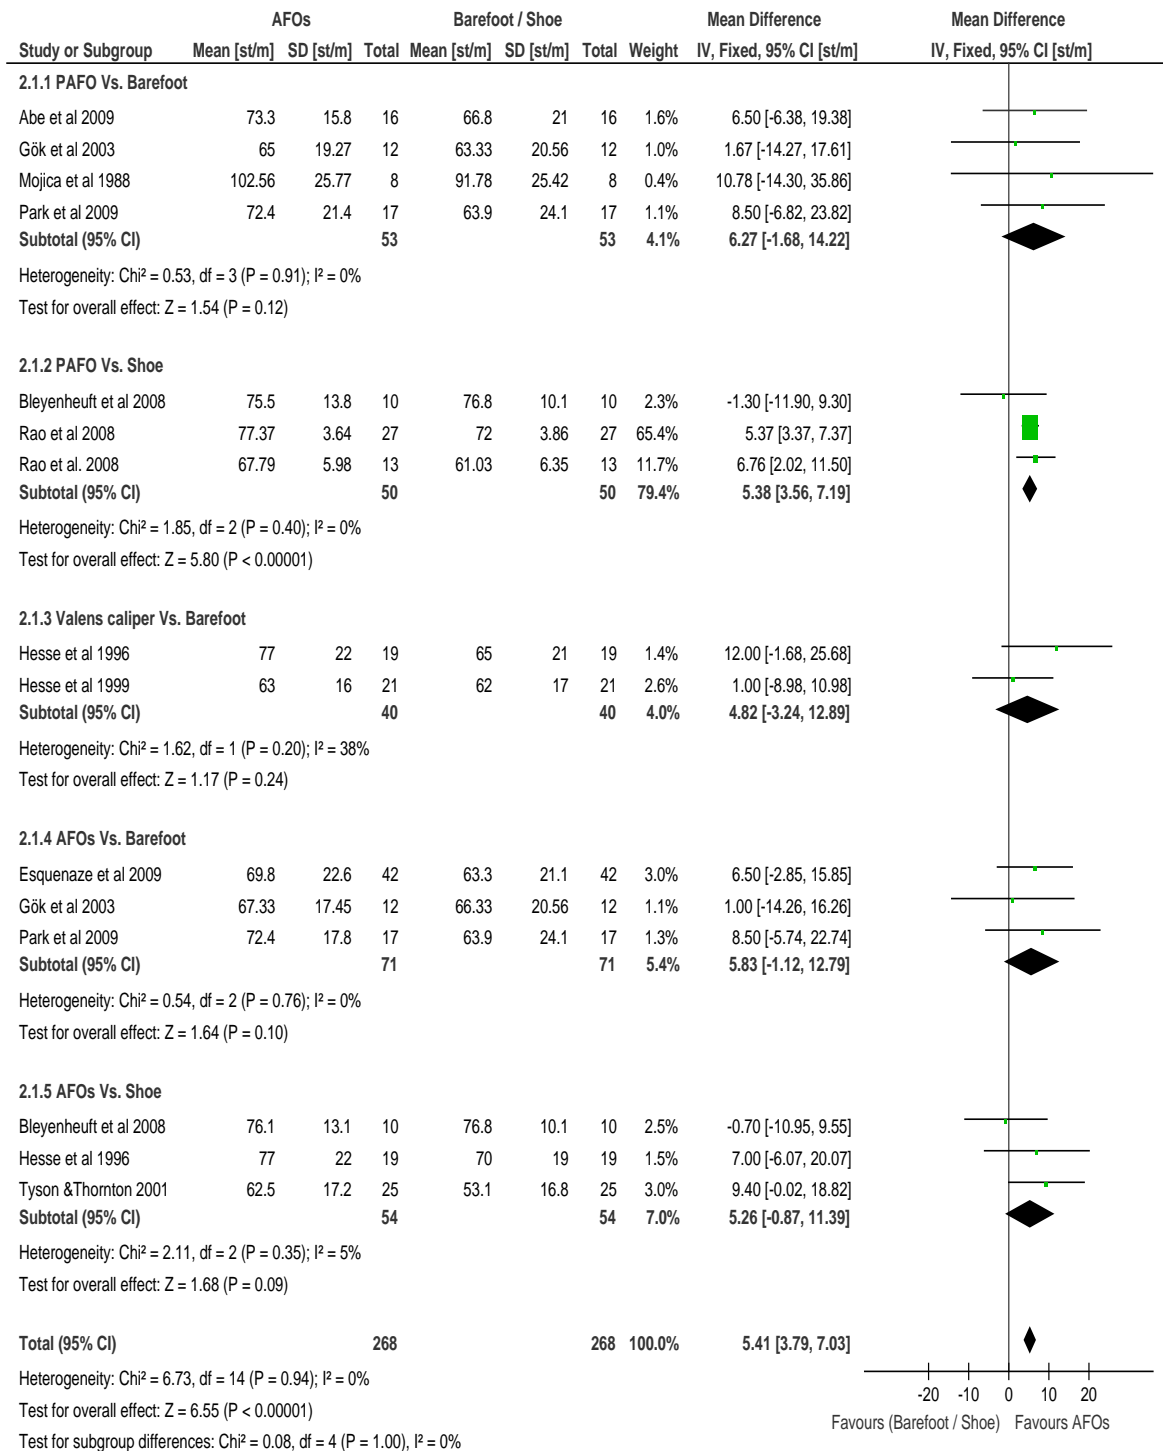 AFOs Barefoot / Shoe Mean Difference Mean Difference
Study or Subgroup Mean [st/m] SD [st/m] Total Mean [st/m] SD [st/m] Total Weight IV, Fixed, 95% CI [st/m] IV, Fixed, 95% CI [st/m]
2.1.1 PAFO Vs. Barefoot
Abe et al 2009 73.3 15.8 16 66.8 21 16 1.6% 6.50 [-6.38, 19.38]
Gök et al 2003 65 19.27 12 63.33 20.56 12 1.0% 1.67 [-14.27, 17.61]
Mojica et al 1988 102.56 25.77 8 91.78 25.42 8 0.4% 10.78 [-14.30, 35.86]
Park et al 2009 72.4 21.4 17 63.9 24.1 17 1.1% 8.50 [-6.82, 23.82]
Subtotal (95% CI) 53 53 4.1% 6.27 [-1.68, 14.22]
Heterogeneity: Chi² = 0.53, df = 3 (P = 0.91); I² = 0%
Test for overall effect: Z = 1.54 (P = 0.12)
2.1.2 PAFO Vs. Shoe
Bleyenheuft et al 2008 75.5 13.8 10 76.8 10.1 10 2.3% -1.30 [-11.90, 9.30]
Rao et al 2008 77.37 3.64 27 72 3.86 27 65.4% 5.37 [3.37, 7.37]
Rao et al. 2008 67.79 5.98 13 61.03 6.35 13 11.7% 6.76 [2.02, 11.50]
Subtotal (95% CI) 50 50 79.4% 5.38 [3.56, 7.19]
Heterogeneity: Chi² = 1.85, df = 2 (P = 0.40); I² = 0%
Test for overall effect: Z = 5.80 (P < 0.00001)
2.1.3 Valens caliper Vs. Barefoot
Hesse et al 1996 77 22 19 65 21 19 1.4% 12.00 [-1.68, 25.68]
Hesse et al 1999 63 16 21 62 17 21 2.6% 1.00 [-8.98, 10.98]
Subtotal (95% CI) 40 40 4.0% 4.82 [-3.24, 12.89]
Heterogeneity: Chi² = 1.62, df = 1 (P = 0.20); I² = 38%
Test for overall effect: Z = 1.17 (P = 0.24)
2.1.4 AFOs Vs. Barefoot
Esquenaze et al 2009 69.8 22.6 42 63.3 21.1 42 3.0% 6.50 [-2.85, 15.85]
Gök et al 2003 67.33 17.45 12 66.33 20.56 12 1.1% 1.00 [-14.26, 16.26]
Park et al 2009 72.4 17.8 17 63.9 24.1 17 1.3% 8.50 [-5.74, 22.74]
Subtotal (95% CI) 71 71 5.4% 5.83 [-1.12, 12.79]
Heterogeneity: Chi² = 0.54, df = 2 (P = 0.76); I² = 0%
Test for overall effect: Z = 1.64 (P = 0.10)
2.1.5 AFOs Vs. Shoe
Bleyenheuft et al 2008 76.1 13.1 10 76.8 10.1 10 2.5% -0.70 [-10.95, 9.55]
Hesse et al 1996 77 22 19 70 19 19 1.5% 7.00 [-6.07, 20.07]
Tyson &Thornton 2001 62.5 17.2 25 53.1 16.8 25 3.0% 9.40 [-0.02, 18.82]
Subtotal (95% CI) 54 54 7.0% 5.26 [-0.87, 11.39]
Heterogeneity: Chi² = 2.11, df = 2 (P = 0.35); I² = 5%
Test for overall effect: Z = 1.68 (P = 0.09)
Total (95% CI) 268 268 100.0% 5.41 [3.79, 7.03]
Heterogeneity: Chi² = 6.73, df = 14 (P = 0.94); I² = 0%
-20 -10 0 10 20
Test for overall effect: Z = 6.55 (P < 0.00001)
Favours (Barefoot / Shoe) Favours AFOs
Test for subgroup differences: Chi² = 0.08, df = 4 (P = 1.00), I² = 0%